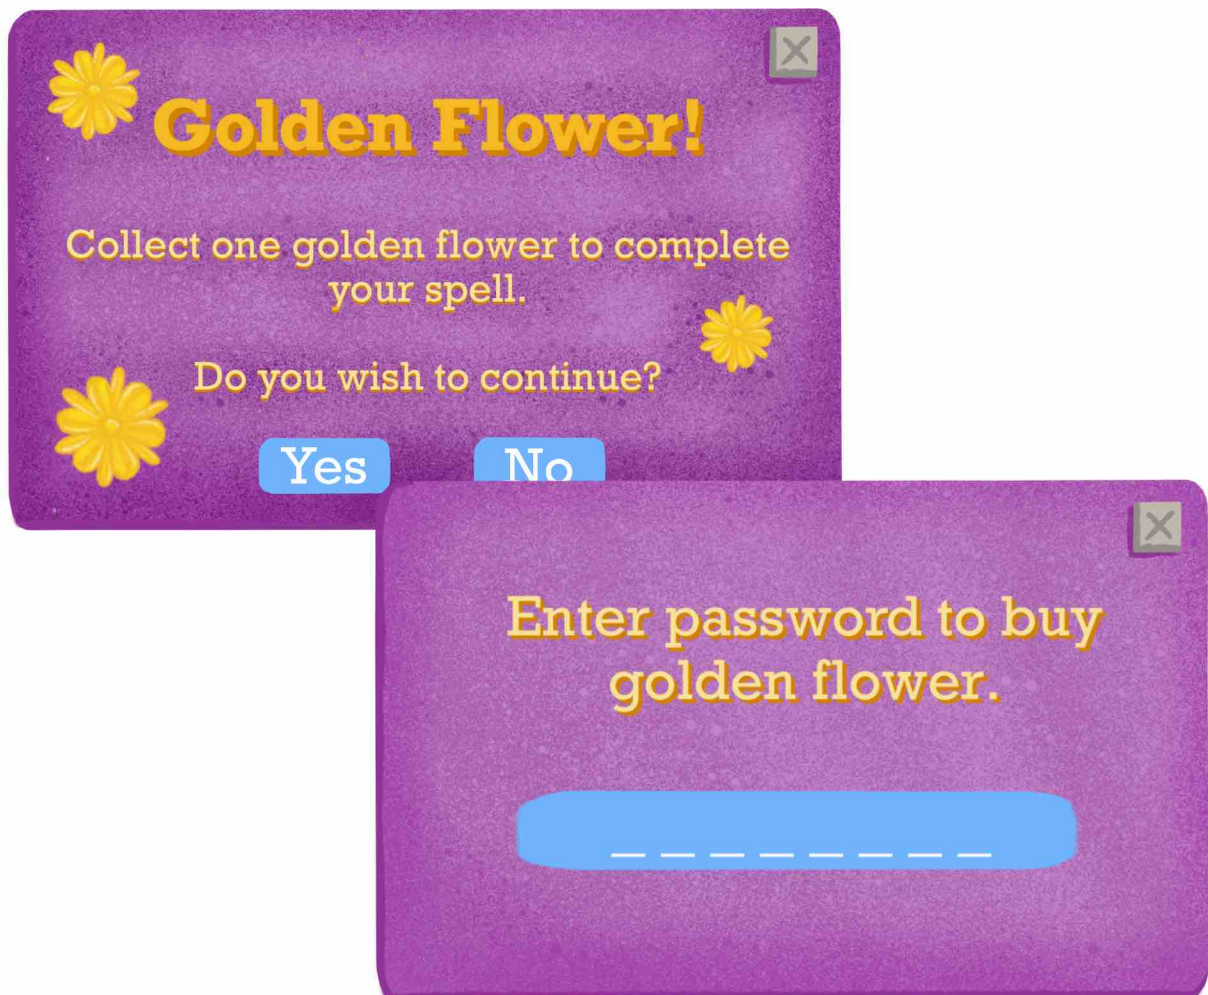 Golden Flower!
Collect one golden flower to complete
your spell.
Do you wish to continue?
Yes No
Enter password to buy
golden flower.